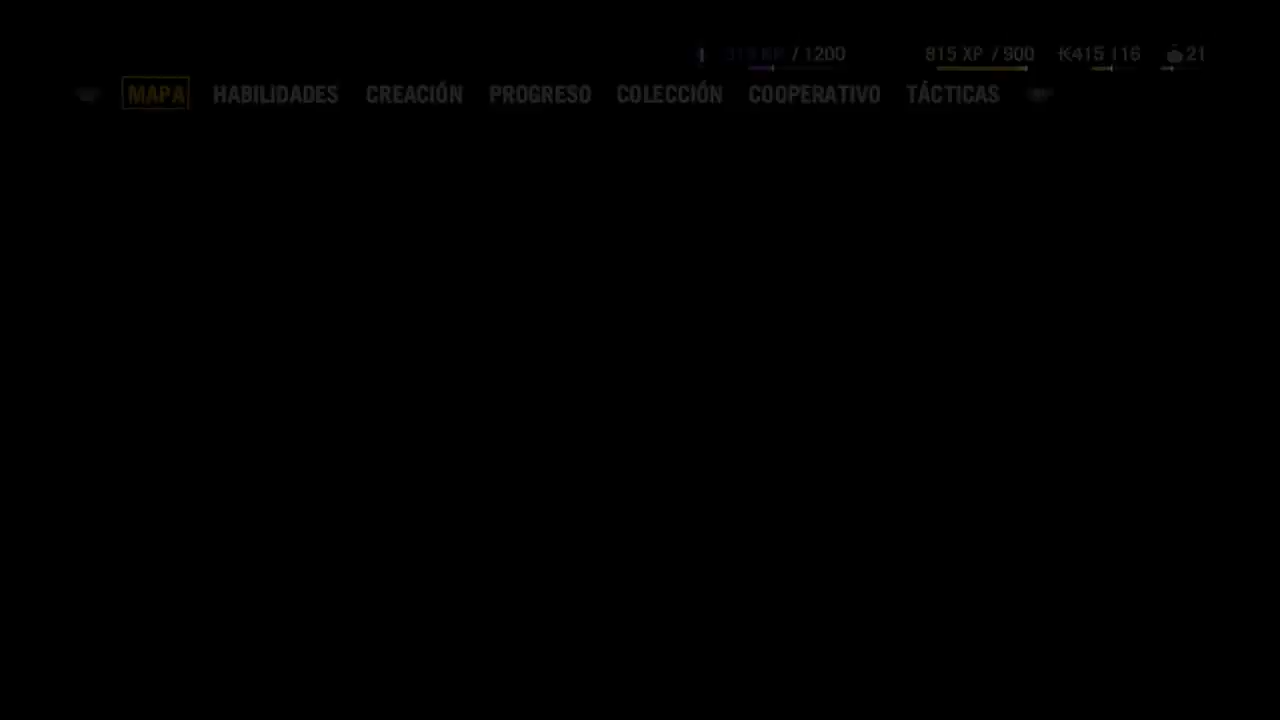 / 1200 815 XP / 900 415 116 21
MAPA HABILIDADES CREACIÓN PROGRESO COLECCIÓN COOPERATIVO TÁCTICAS